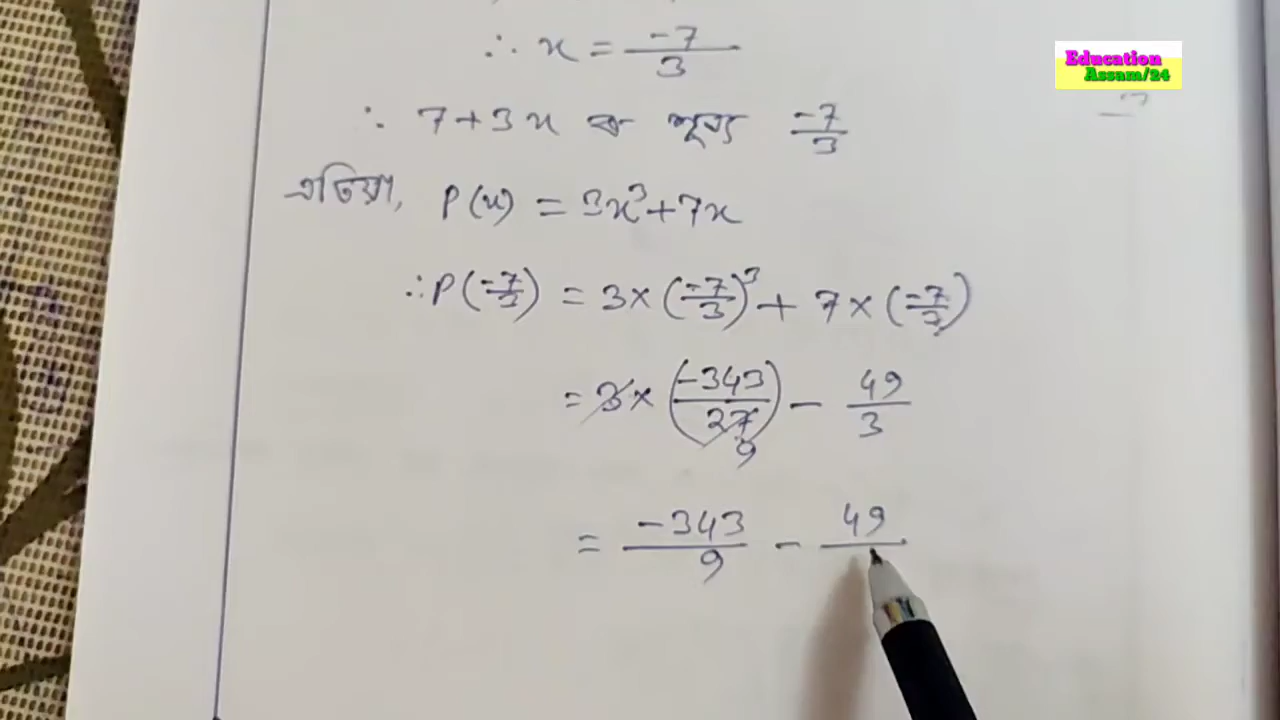 ∴ x = -7/3
∴ 7+3x ৰ শূন্য -7/3
Education
Assam/24
এতিয়া, P(x) = 3x³+7x
∴ P(-7/3) = 3×(-7/3)³ + 7×(-7/3)
= 3×(-343/27) - 49/3
9
= -343/9 - 49